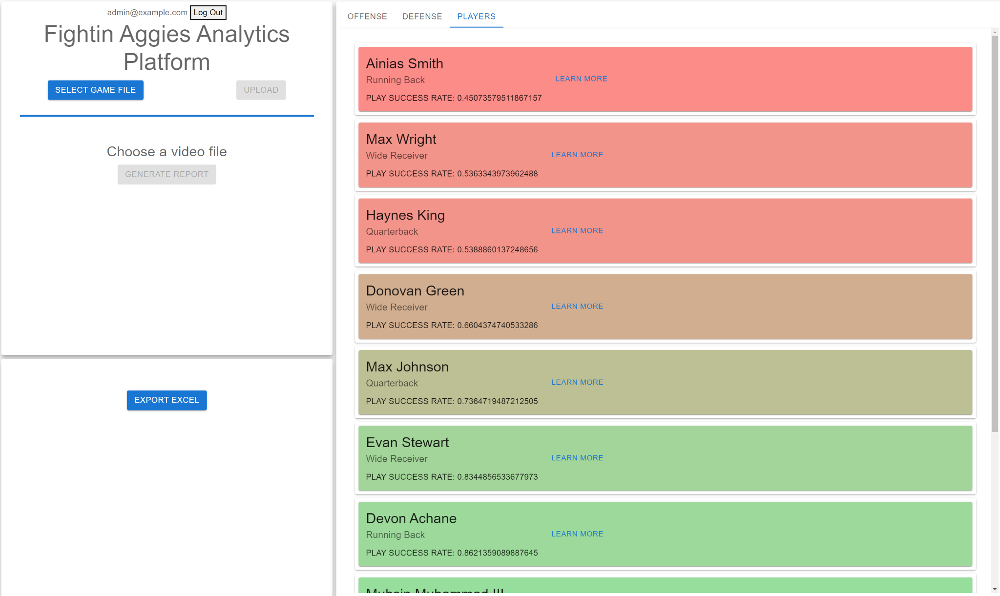 admin@example.com Log Out
Fightin Aggies Analytics
Platform
SELECT GAME FILE
UPLOAD
Choose a video file
GENERATE REPORT
EXPORT EXCEL
OFFENSE DEFENSE PLAYERS
Ainias Smith
Running Back
LEARN MORE
PLAY SUCCESS RATE: 0.45073579511867157
Max Wright
Wide Receiver
LEARN MORE
PLAY SUCCESS RATE: 0.5363343973962488
Haynes King
Quarterback
LEARN MORE
PLAY SUCCESS RATE: 0.5388860137248656
Donovan Green
Wide Receiver
LEARN MORE
PLAY SUCCESS RATE: 0.6604374740533286
Max Johnson
Quarterback
LEARN MORE
PLAY SUCCESS RATE: 0.7364719487212505
Evan Stewart
Wide Receiver
LEARN MORE
PLAY SUCCESS RATE: 0.8344856533677973
Devon Achane
Running Back
LEARN MORE
PLAY SUCCESS RATE: 0.8621359089887645
Muhsin Muhammad III